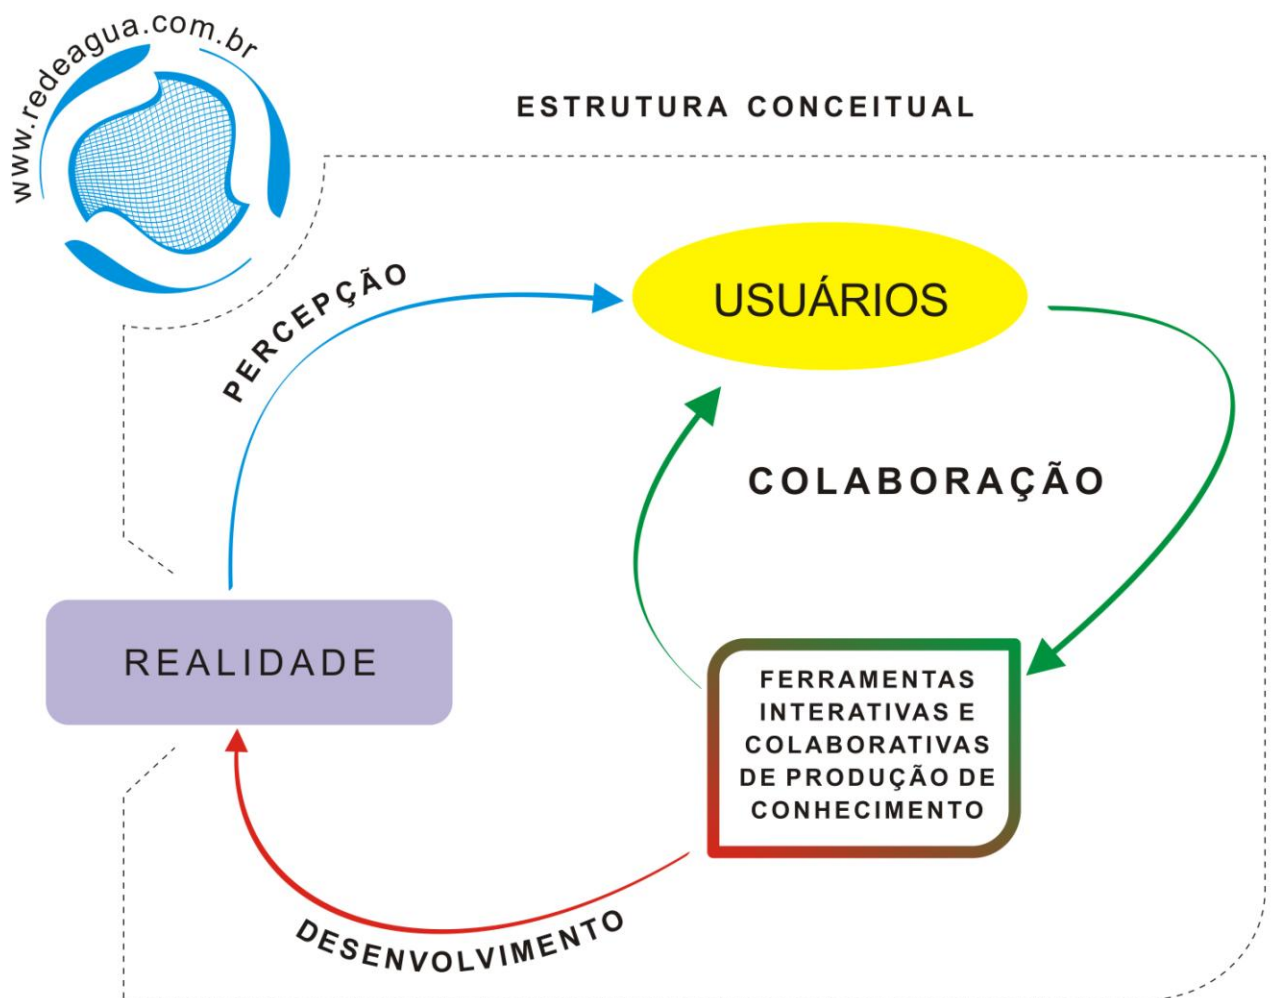 www.redeagua.com.br
ESTRUTURA CONCEITUAL
PERCEPÇÃO
USUÁRIOS
COLABORAÇÃO
REALIDADE
FERRAMENTAS
INTERATIVAS E
COLABORATIVAS
DE PRODUÇÃO DE
CONHECIMENTO
DESENVOLVIMENTO